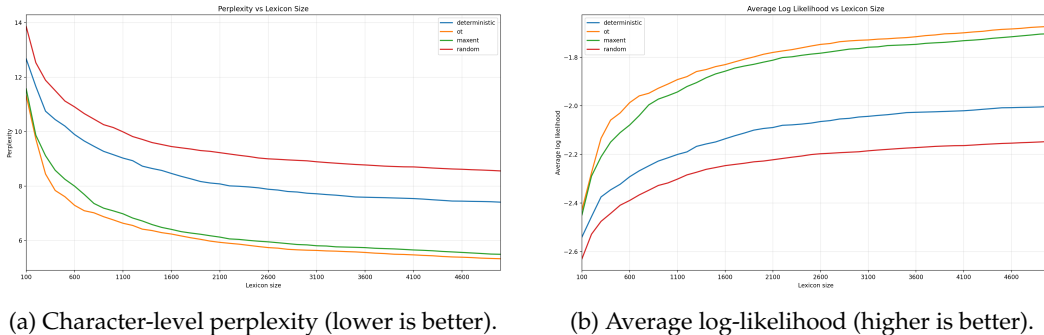 Perplexity vs Lexicon Size
deterministic
ot
maxent
random
14
12
10
8
6
Perplexity
100
600
1100
1600
2100
2600
3100
3600
4100
4600
Lexicon size
(a) Character-level perplexity (lower is better).
Average Log Likelihood vs Lexicon Size
deterministic
ot
maxent
random
−1.8
−2.0
−2.2
−2.4
−2.6
Average log likelihood
100
600
1100
1600
2100
2600
3100
3600
4100
4600
Lexicon size
(b) Average log-likelihood (higher is better).